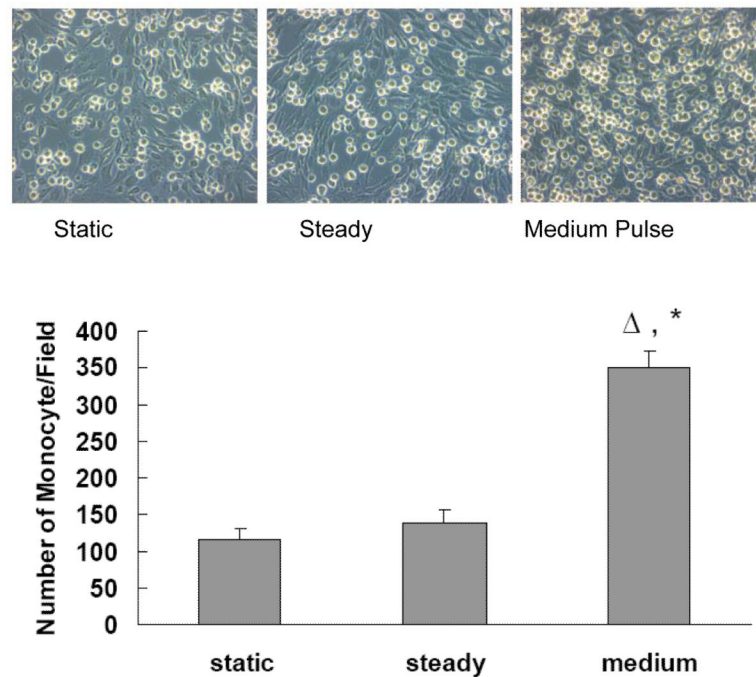 Static Steady Medium Pulse
Δ , *
Number of Monocyte/Field
400
350
300
250
200
150
100
50
0
static steady medium